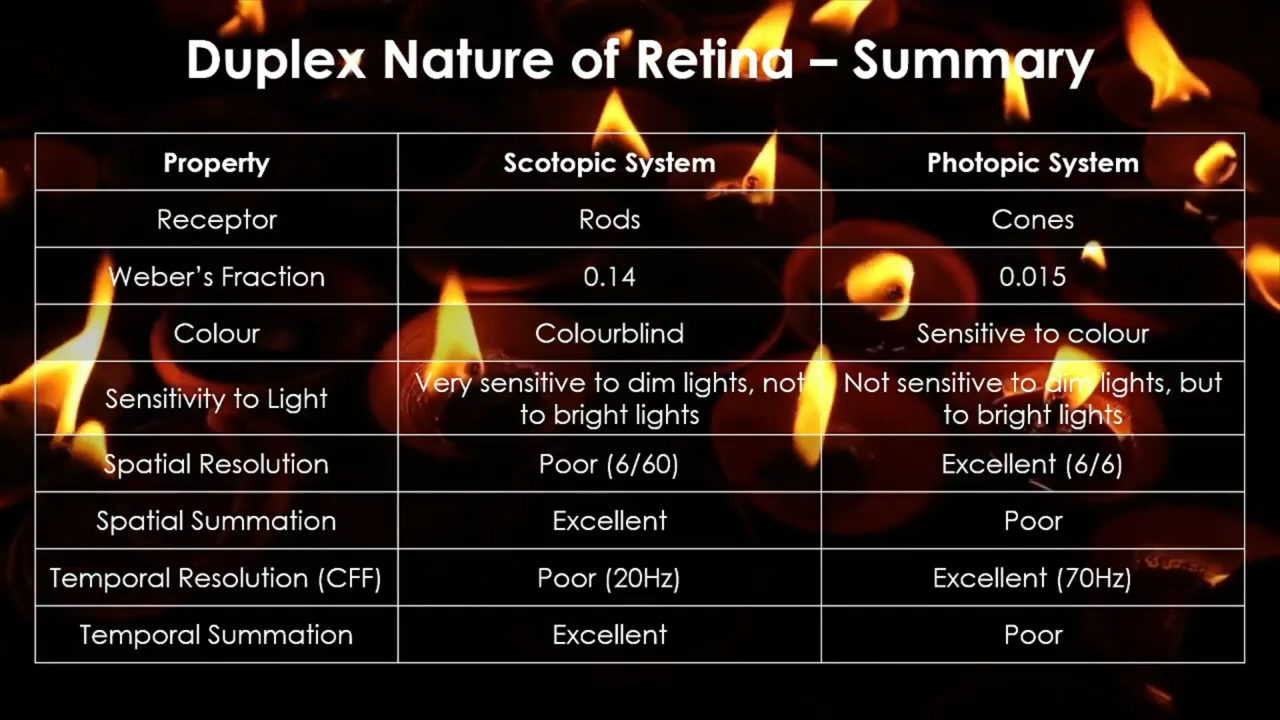 Duplex Nature of Retina – Summary
Property Scotopic System Photopic System
Receptor Rods Cones
Weber’s Fraction 0.14 0.015
Colour Colourblind Sensitive to colour
Sensitivity to Light
Very sensitive to dim lights, not
to bright lights
Not sensitive to dim lights, but
to bright lights
Spatial Resolution Poor (6/60) Excellent (6/6)
Spatial Summation Excellent Poor
Temporal Resolution (CFF) Poor (20Hz) Excellent (70Hz)
Temporal Summation Excellent Poor